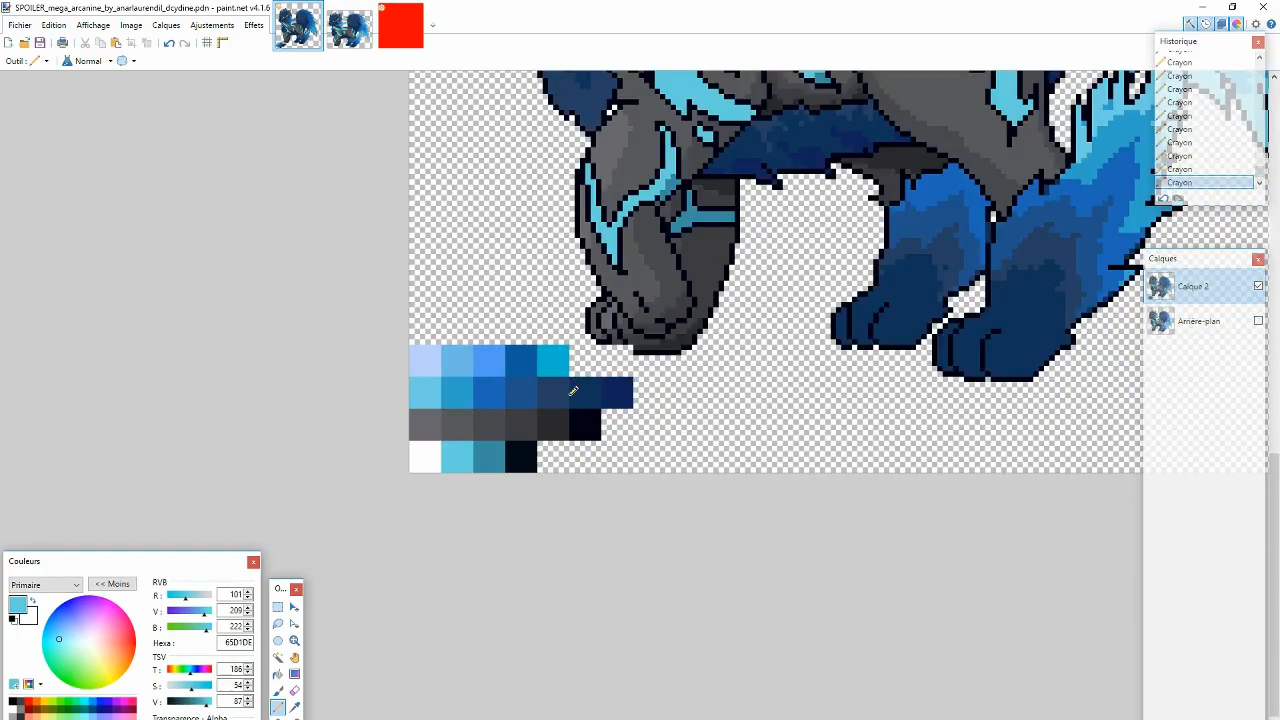 SPOILER_mega_arcanine_by_anarlaurendil_dcydine.pdn - paint.net v4.1.6
Fichier Edition Affichage Image Calques Ajustements Effets
Outil :
Normal
Historique
Crayon
Crayon
Crayon
Crayon
Crayon
Crayon
Crayon
Crayon
Crayon
Crayon
Calques
Calque 2
Arrière-plan
Couleurs
Primaire
<< Moins
RVB
R : 101
V : 209
B : 222
Hexa : 65D1DE
TSV
T : 186
S : 54
V : 87
Transparence - Alpha
O...